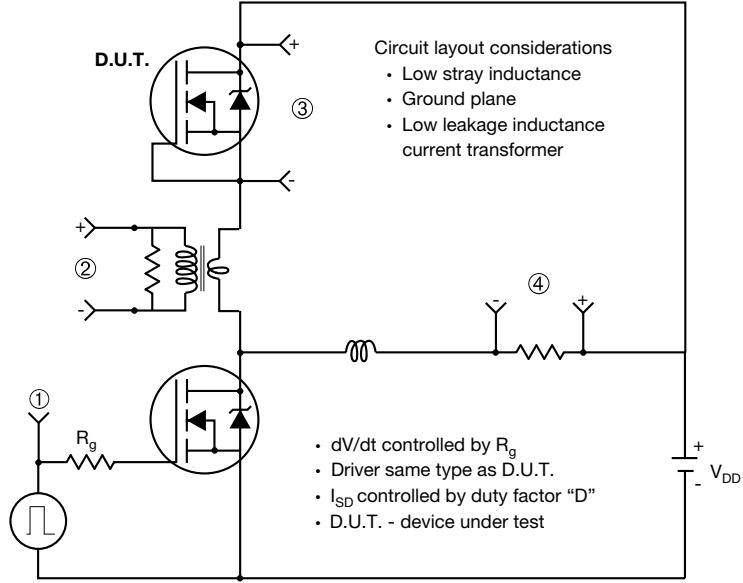 D.U.T.
+
Circuit layout considerations
• Low stray inductance
• Ground plane
• Low leakage inductance
current transformer
③
-
+
②
-
④
-
+
①
Rg
• dV/dt controlled by Rg
• Driver same type as D.U.T.
• ISD controlled by duty factor “D”
• D.U.T. - device under test
+
VDD
-